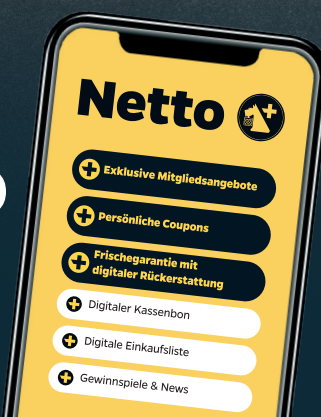 Netto
Exklusive Mitgliedsangebote
Persönliche Coupons
Frischegarantie mit
digitaler Rückerstattung
Digitaler Kassenbon
Digitale Einkaufsliste
Gewinnspiele & News